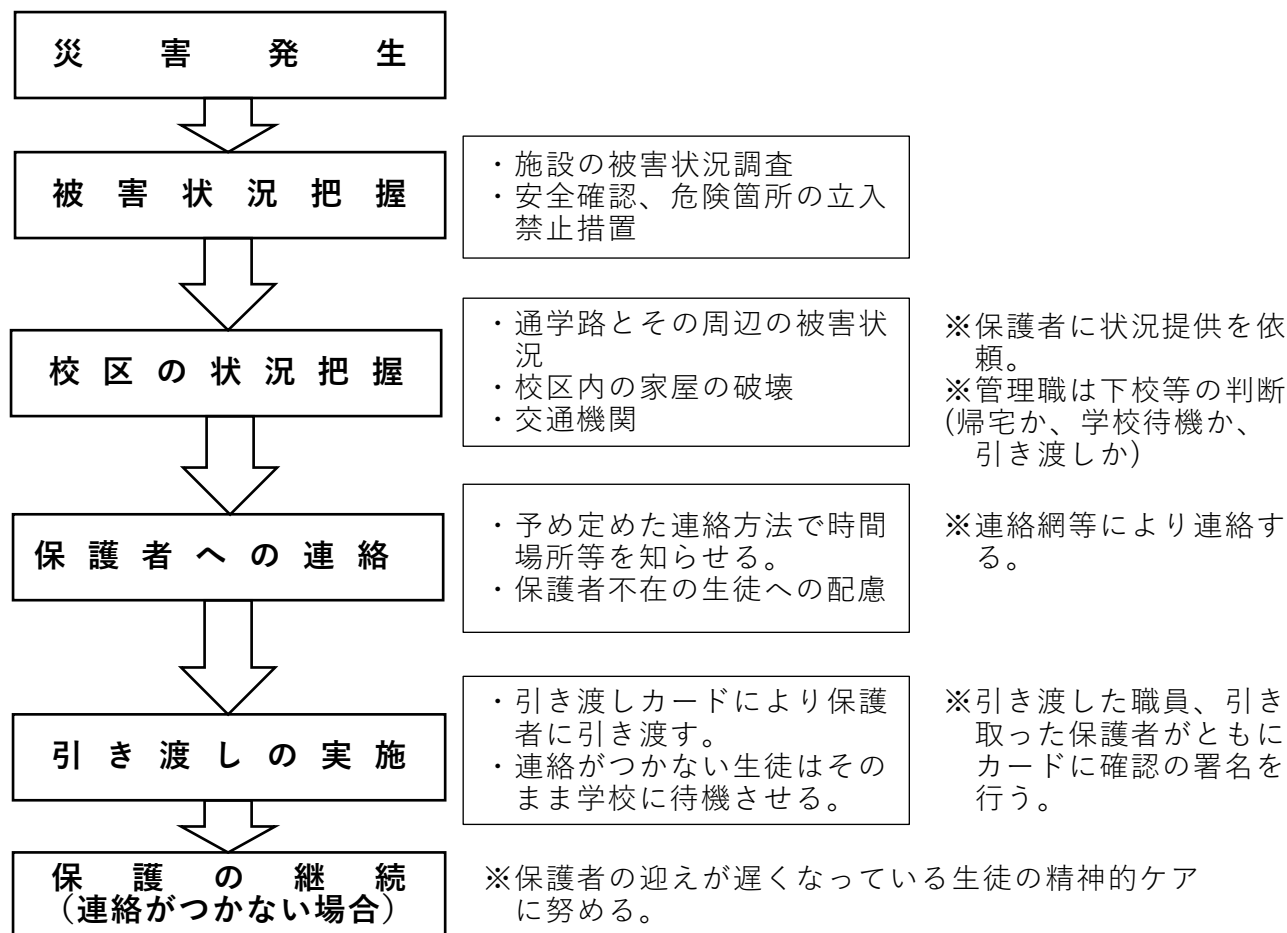 災害発生
被害状況把握
・施設の被害状況調査
・安全確認、危険箇所の立入
禁止措置
校区の状況把握
・通学路とその周辺の被害状
況
・校区内の家屋の破壊
・交通機関
※保護者に状況提供を依
頼。
※管理職は下校等の判断
(帰宅か、学校待機か、
引き渡しか)
保護者への連絡
・予め定めた連絡方法で時間
場所等を知らせる。
・保護者不在の生徒への配慮
※連絡網等により連絡す
る。
引き渡しの実施
・引き渡しカードにより保護
者に引き渡す。
・連絡がつかない生徒はその
まま学校に待機させる。
※引き渡した職員、引き
取った保護者がともに
カードに確認の署名を
行う。
保護の継続
（連絡がつかない場合）
※保護者の迎えが遅くなっている生徒の精神的ケア
に努める。